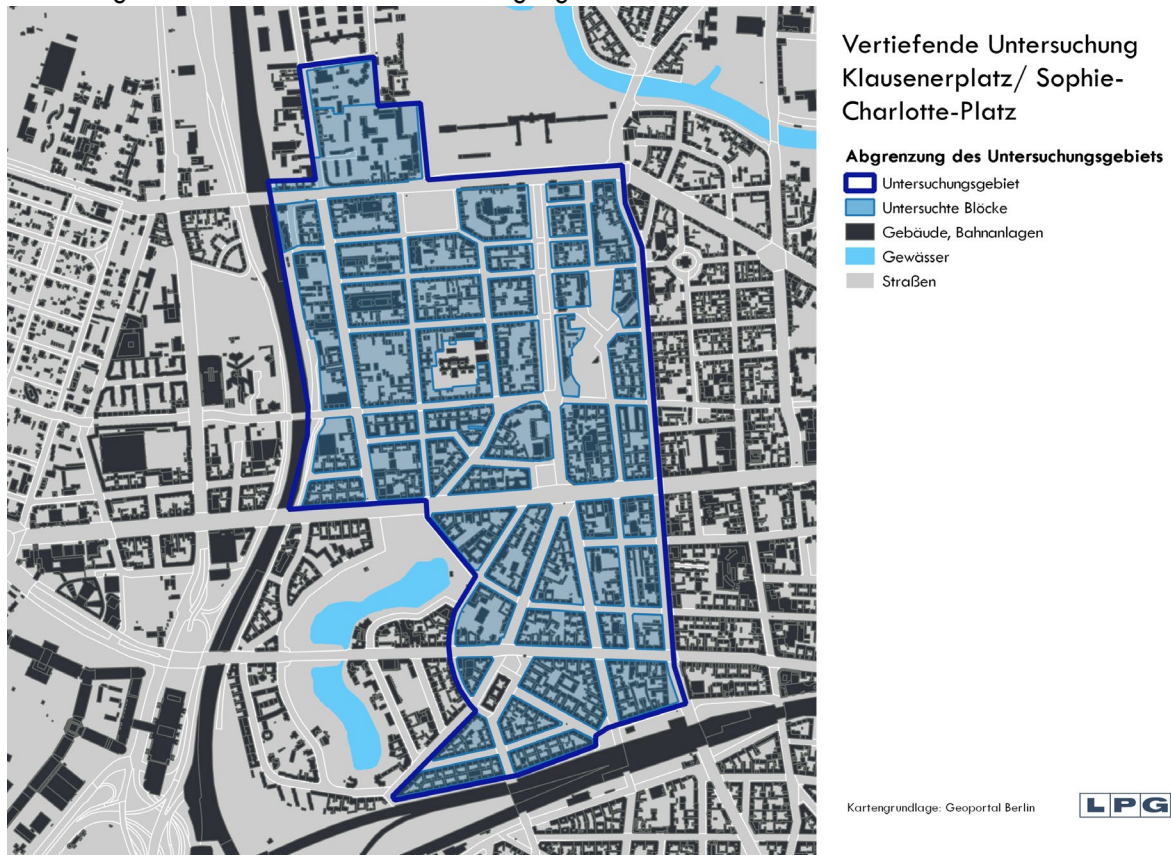 Vertiefende Untersuchung
Klausenerplatz/ Sophie-
Charlotte-Platz
Abgrenzung des Untersuchungsgebiets
Untersuchungsgebiet
Untersuchte Blöcke
Gebäude, Bahnanlagen
Gewässer
Straßen
Kartengrundlage: Geoportal Berlin
LPG